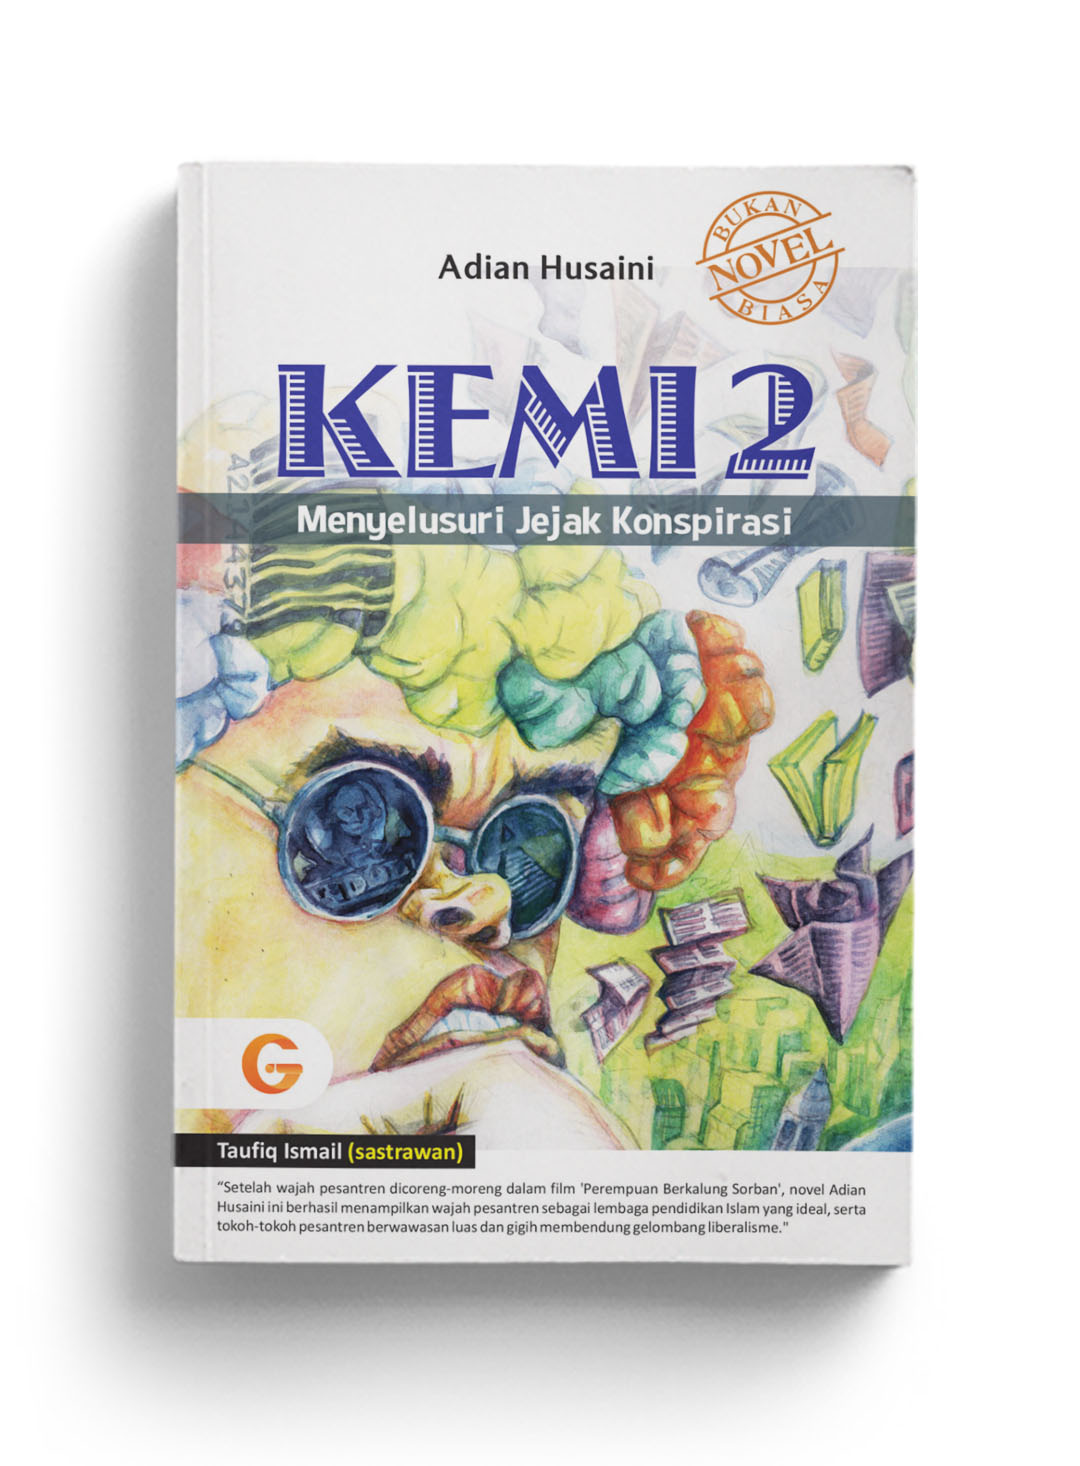 BUKAN
NOVEL
BIASA
Adian Husaini
KEMI 2
Menyelusuri Jejak Konspirasi
G
Taufiq Ismail (sastrawan)
“Setelah wajah pesantren dicoreng-moreng dalam film 'Perempuan Berkalung Sorban', novel Adian
Husaini ini berhasil menampilkan wajah pesantren sebagai lembaga pendidikan Islam yang ideal, serta
tokoh-tokoh pesantren berwawasan luas dan gigih membendung gelombang liberalisme."